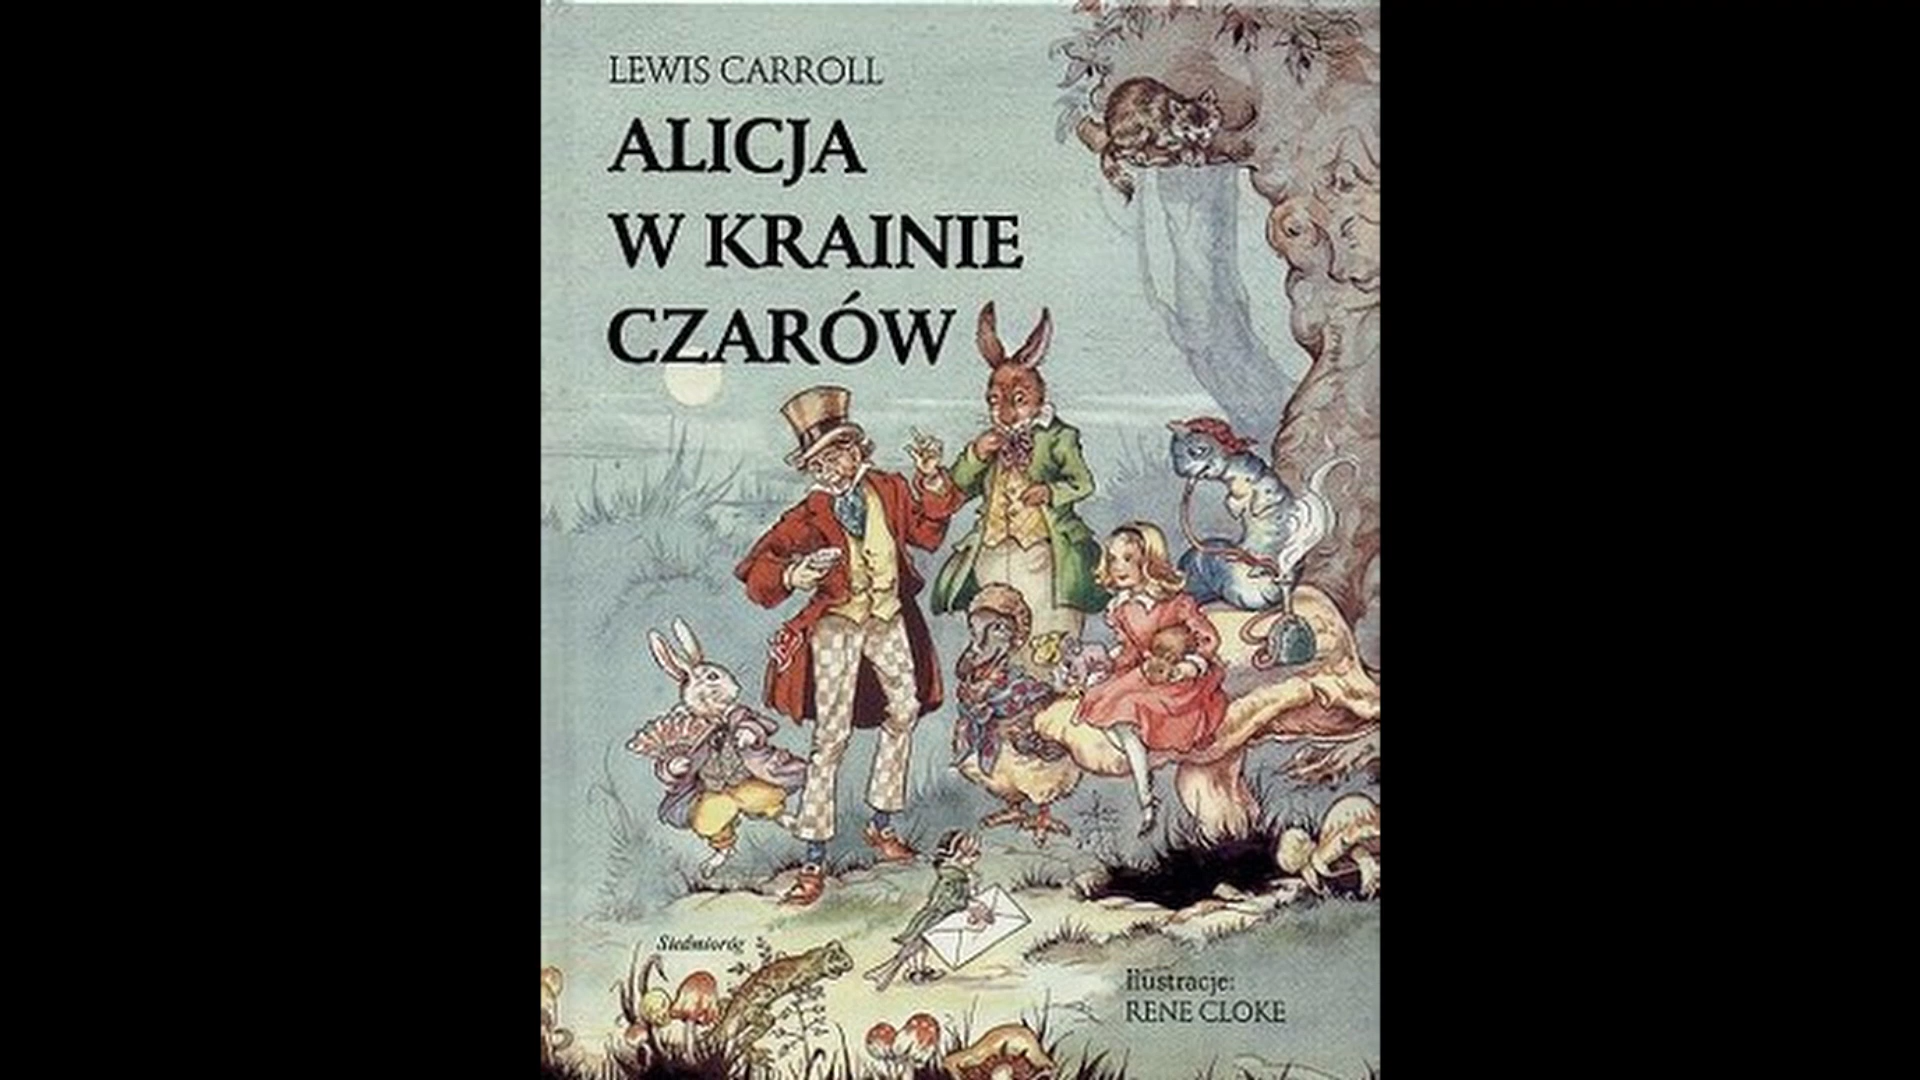 LEWIS CARROLL
ALICJA
W KRAINIE
CZARÓW
Siedmioróg
Ilustracje:
RENE CLOKE